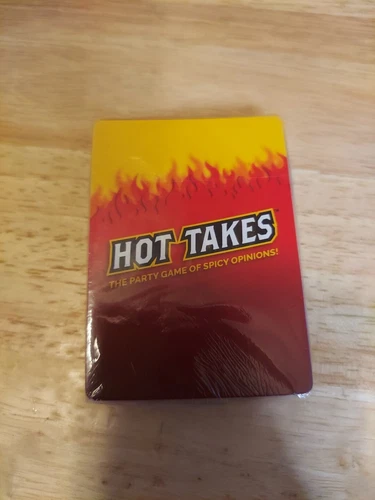 HOT TAKES
THE PARTY GAME OF SPICY OPINIONS!